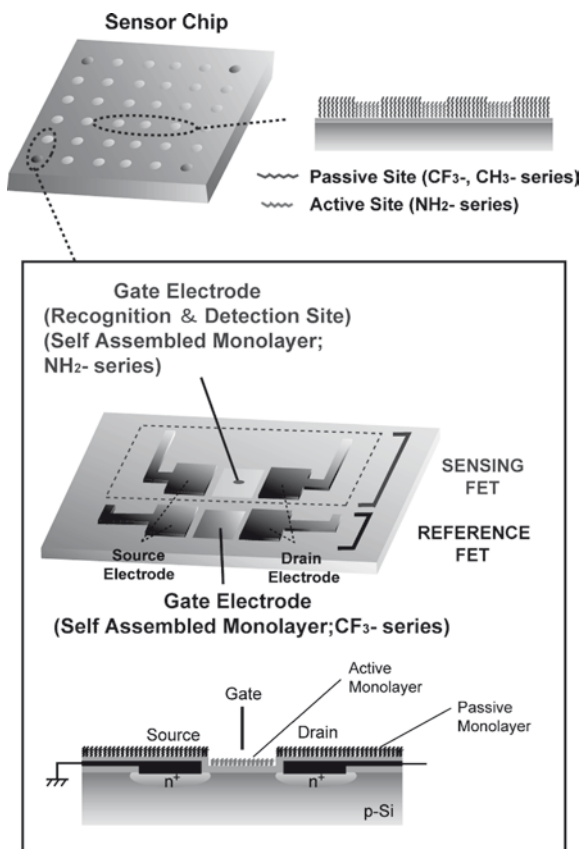 Sensor Chip
Passive Site (CF₃-, CH₃- series)
Active Site (NH₂- series)
Gate Electrode
(Recognition & Detection Site)
(Self Assembled Monolayer;
NH₂- series)
SENSING
FET
REFERENCE
FET
Source
Electrode
Drain
Electrode
Gate Electrode
(Self Assembled Monolayer;CF₃- series)
Active
Monolayer
Gate
Passive
Monolayer
Source
Drain
n⁺
n⁺
p-Si